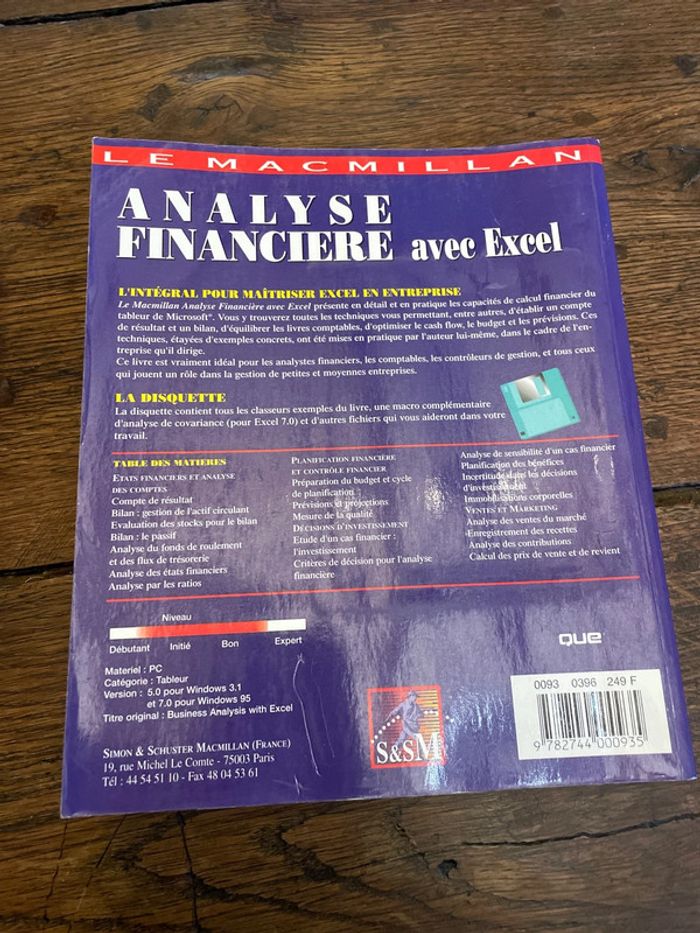 LE MACMILLAN
ANALYSE
FINANCIERE avec Excel
L'INTÉGRAL POUR MAÎTRISER EXCEL EN ENTREPRISE
Le Macmillan Analyse Financière avec Excel présente en détail et en pratique les capacités de calcul financier du
tableur de Microsoft®. Vous y trouverez toutes les techniques vous permettant, entre autres, d'établir un compte
de résultat et un bilan, d'équilibrer les livres comptables, d'optimiser le cash flow, le budget et les prévisions. Ces
techniques, étayées d'exemples concrets, ont été mises en pratique par l'auteur lui-même, dans le cadre de l'en-
treprise qu'il dirige.
Ce livre est vraiment idéal pour les analystes financiers, les comptables, les contrôleurs de gestion, et tous ceux
qui jouent un rôle dans la gestion de petites et moyennes entreprises.
LA DISQUETTE
La disquette contient tous les classeurs exemples du livre, une macro complémentaire
d'analyse de covariance (pour Excel 7.0) et d'autres fichiers qui vous aideront dans votre
travail.
TABLE DES MATIERES
ETATS FINANCIERS ET ANALYSE
DES COMPTES
Compte de résultat
Bilan : gestion de l'actif circulant
Evaluation des stocks pour le bilan
Bilan : le passif
Analyse du fonds de roulement
et des flux de trésorerie
Analyse des états financiers
Analyse par les ratios
PLANIFICATION FINANCIÈRE
ET CONTRÔLE FINANCIER
Préparation du budget et cycle
de planification
Prévisions et projections
Mesure de la qualité
DÉCISIONS D'INVESTISSEMENT
Etude d'un cas financier :
l'investissement
Critères de décision pour l'analyse
financière
Analyse de sensibilité d'un cas financier
Planification des bénéfices
Incertitude dans les décisions
d'investissement
Immobilisations corporelles
VENTES ET MARKETING
Analyse des ventes du marché
Enregistrement des recettes
Analyse des contributions
Calcul des prix de vente et de revient
Niveau
Débutant Initié Bon Expert
Materiel : PC
Catégorie : Tableur
Version : 5.0 pour Windows 3.1
et 7.0 pour Windows 95
Titre original : Business Analysis with Excel
SIMON & SCHUSTER MACMILLAN (FRANCE)
19, rue Michel Le Comte - 75003 Paris
Tél : 44 54 51 10 - Fax 48 04 53 61
S&SM
QUE
0093 0396 249 F
9 782744 000935